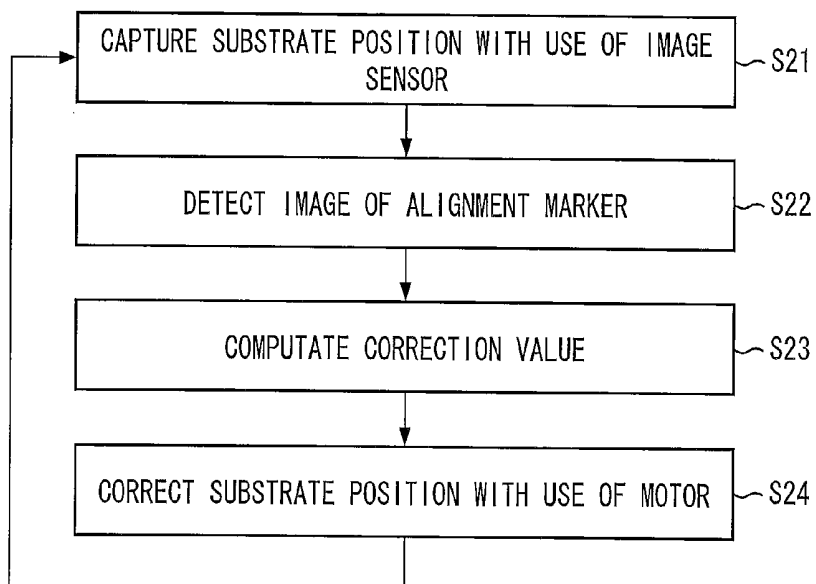 CAPTURE SUBSTRATE POSITION WITH USE OF IMAGE
SENSOR
S21
DETECT IMAGE OF ALIGNMENT MARKER
S22
COMPUTATE CORRECTION VALUE
S23
CORRECT SUBSTRATE POSITION WITH USE OF MOTOR
S24